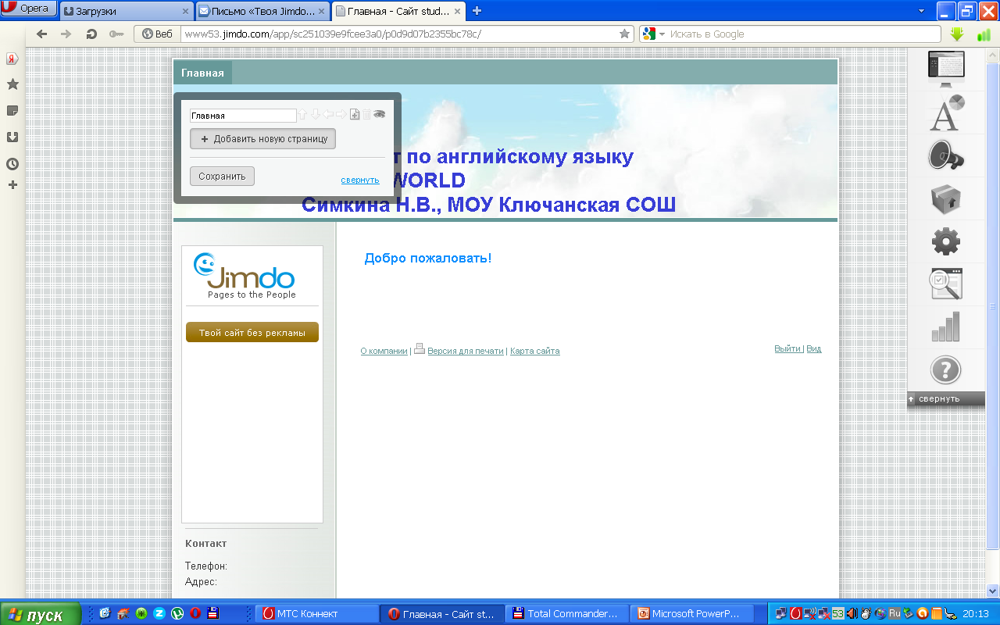 Opera
Загрузки
Письмо «Твоя Jimdo...
Главная - Сайт stud...
Веб
www53.jimdo.com/app/sc251039e9fcee3a0/p0d9f07b2355bc78c/
Искать в Google
Главная
Главная
+ Добавить новую страницу
Сохранить
свернуть
т по английскому языку
WORLD
Симкина Н.В., МОУ Ключанская СОШ
Jimdo
Pages to the People
Твой сайт без рекламы
Добро пожаловать!
О компании | Версия для печати | Карта сайта
Выйти | Вид
свернуть
Контакт
Телефон:
Адрес:
пуск
МТС Коннект
Главная - Сайт st...
Total Commander...
Microsoft PowerP...
53
Ru
20:13